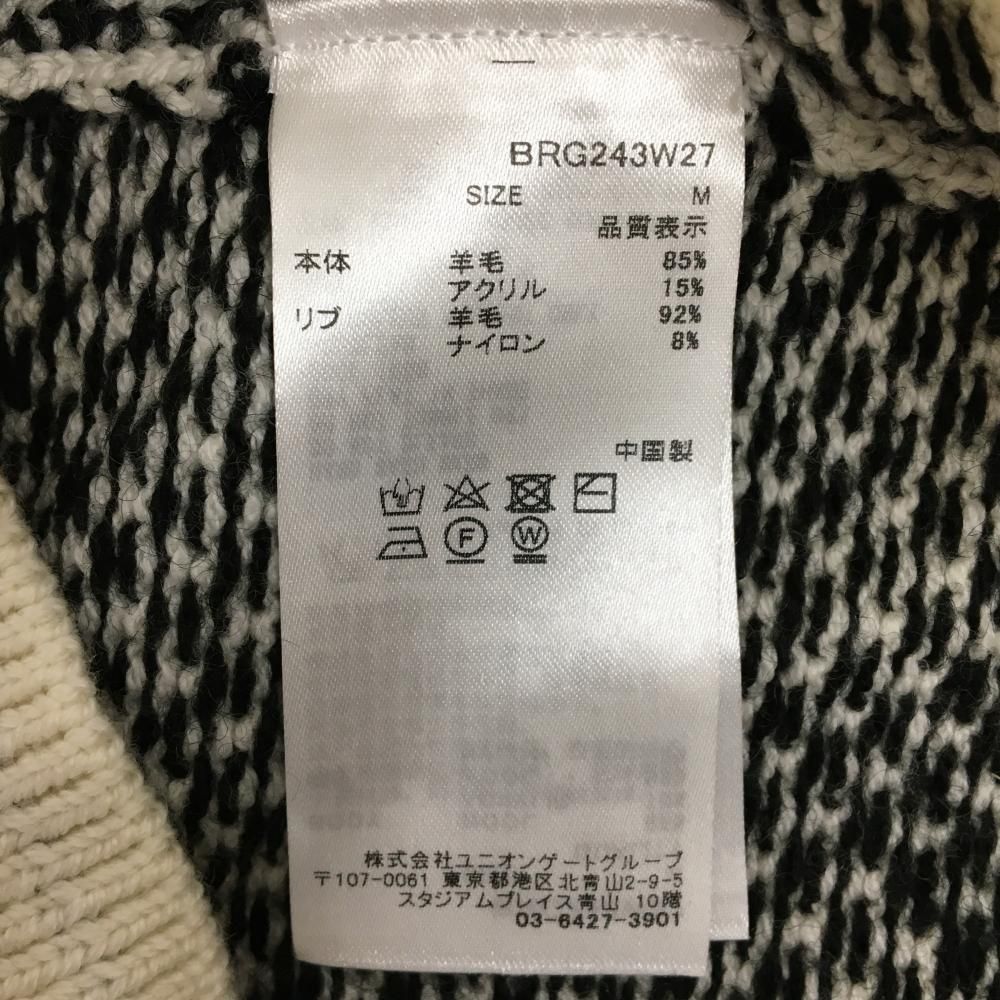 BRG243W27
SIZE M
品質表示
本体 羊毛 85%
アクリル 15%
リブ 羊毛 92%
ナイロン 8%
中国製
F W
株式会社ユニオンゲートグループ
〒107-0061 東京都港区北青山2-9-5
スタジアムプレイス青山 10階
03-6427-3901